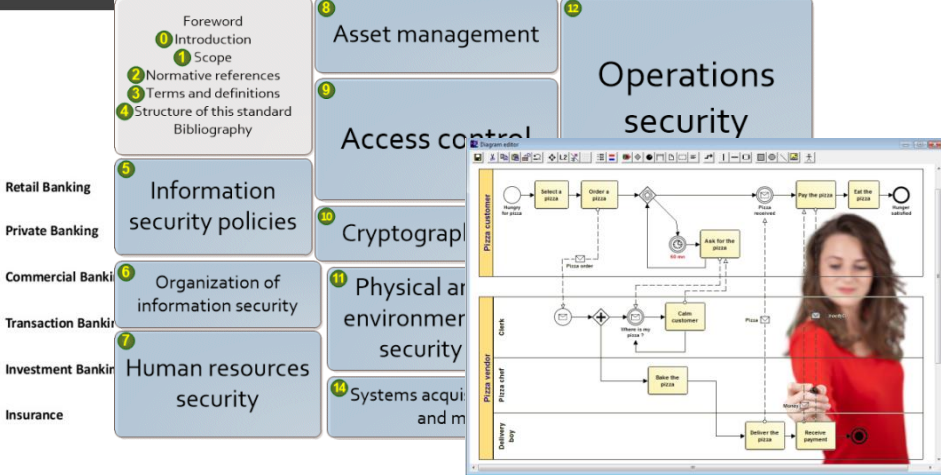 Foreword
0 Introduction
1 Scope
2 Normative references
3 Terms and definitions
4 Structure of this standard
Bibliography
5
Information
security policies
6
Organization of
information security
7
Human resources
security
8
Asset management
9
Access control
10
Cryptograp
11
Physical ar
environmer
security
14
Systems acqui
and m
12
Operations
security
Retail Banking
Private Banking
Commercial Banki
Transaction Bankin
Investment Bankin
Insurance
Diagram editor
Pizza customer
Hungry
for pizza
Select a
pizza
Order a
pizza
60 min
Ask for the
pizza
Pizza
received
Pay the pizza
Eat the
pizza
Hunger
satisfied
Pizza order
Pizza vendor
Clerk
Where is my
pizza ?
Calm
customer
Pizza
Pizza chef
Bake the
pizza
Delivery
boy
Deliver the
pizza
Money
Receive
payment